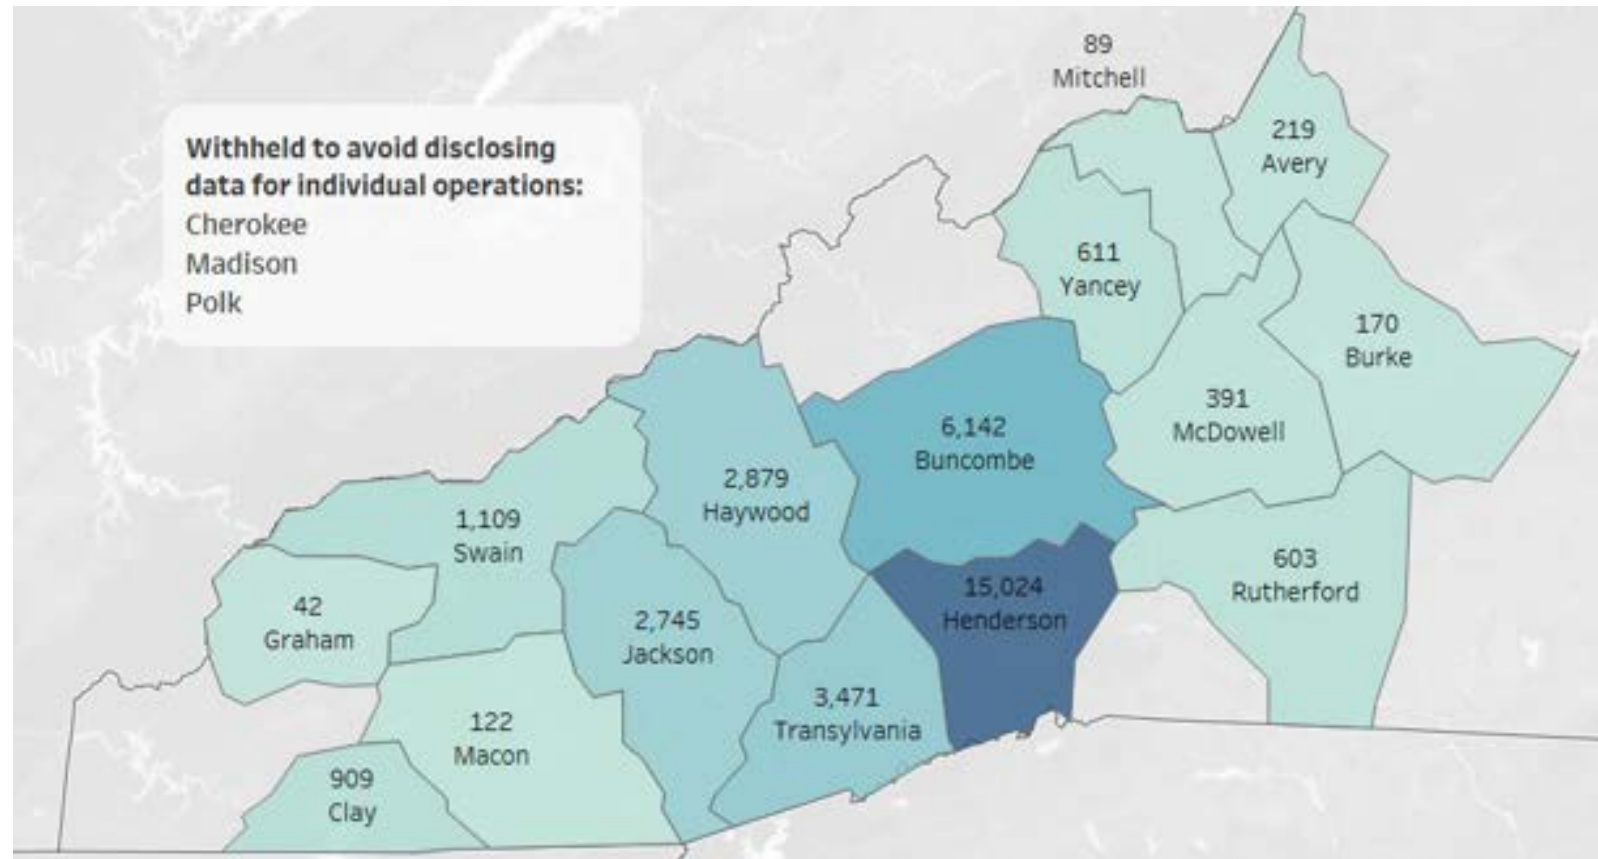 Withheld to avoid disclosing
data for individual operations:
Cherokee
Madison
Polk
89
Mitchell
219
Avery
611
Yancey
170
Burke
391
McDowell
6,142
Buncombe
2,879
Haywood
1,109
Swain
603
Rutherford
15,024
Henderson
42
Graham
2,745
Jackson
3,471
Transylvania
122
Macon
909
Clay